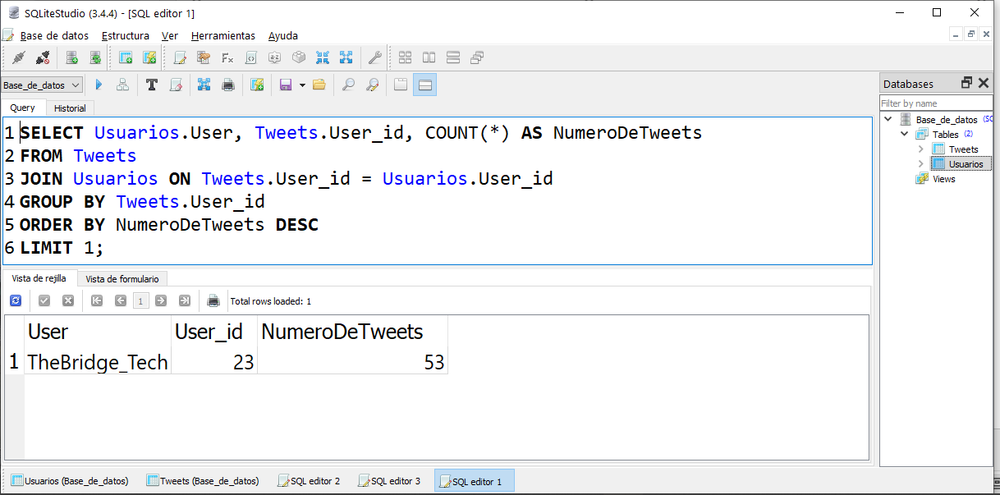 SQLiteStudio (3.4.4) - [SQL editor 1]
Base de datos Estructura Ver Herramientas Ayuda
Base_de_datos
Query Historial
1 SELECT Usuarios.User, Tweets.User_id, COUNT(*) AS NumeroDeTweets
2 FROM Tweets
3 JOIN Usuarios ON Tweets.User_id = Usuarios.User_id
4 GROUP BY Tweets.User_id
5 ORDER BY NumeroDeTweets DESC
6 LIMIT 1;
Databases
Filter by name
Base_de_datos
Tables (2)
Tweets
Usuarios
Views
Vista de rejilla Vista de formulario
1 Total rows loaded: 1
User User_id NumeroDeTweets
1 TheBridge_Tech 23 53
Usuarios (Base_de_datos) Tweets (Base_de_datos) SQL editor 2 SQL editor 3 SQL editor 1